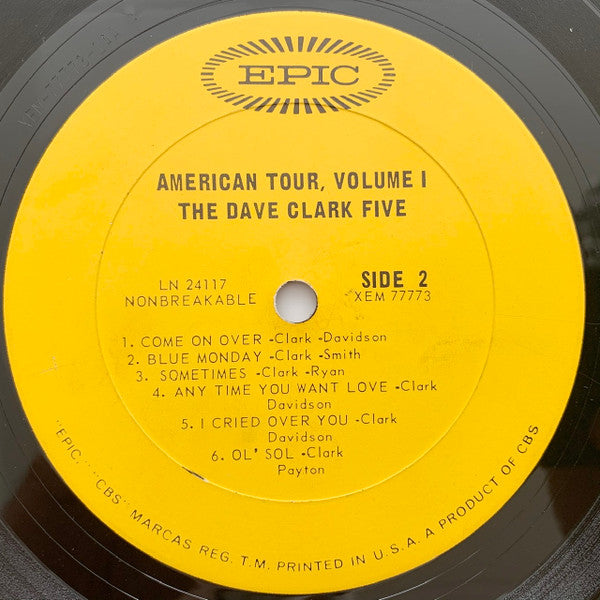 EPIC
AMERICAN TOUR, VOLUME I
THE DAVE CLARK FIVE
LN 24117
NONBREAKABLE
SIDE 2
XEM 77773
1. COME ON OVER -Clark -Davidson
2. BLUE MONDAY -Clark -Smith
3. SOMETIMES -Clark -Ryan
4. ANY TIME YOU WANT LOVE -Clark
Davidson
5. I CRIED OVER YOU -Clark
Davidson
6. OL' SOL -Clark
Payton
"EPIC," "CBS" MARCAS REG. T.M. PRINTED IN U.S.A. A PRODUCT OF CBS